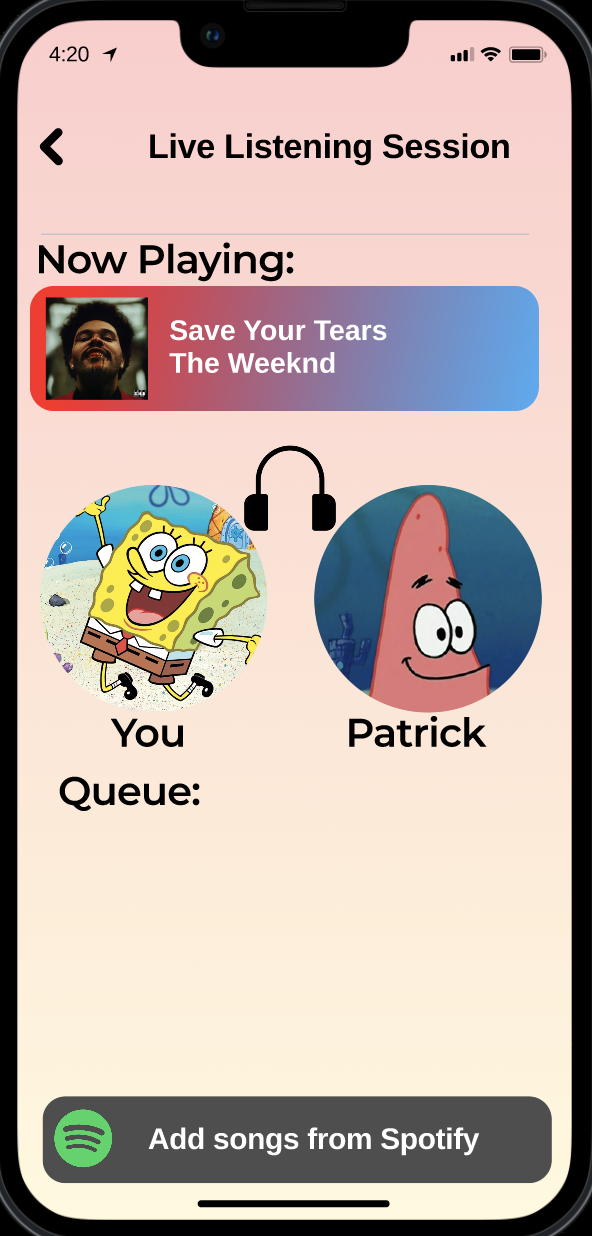 4:20
Live Listening Session
Now Playing:
Save Your Tears
The Weeknd
You
Patrick
Queue:
Add songs from Spotify